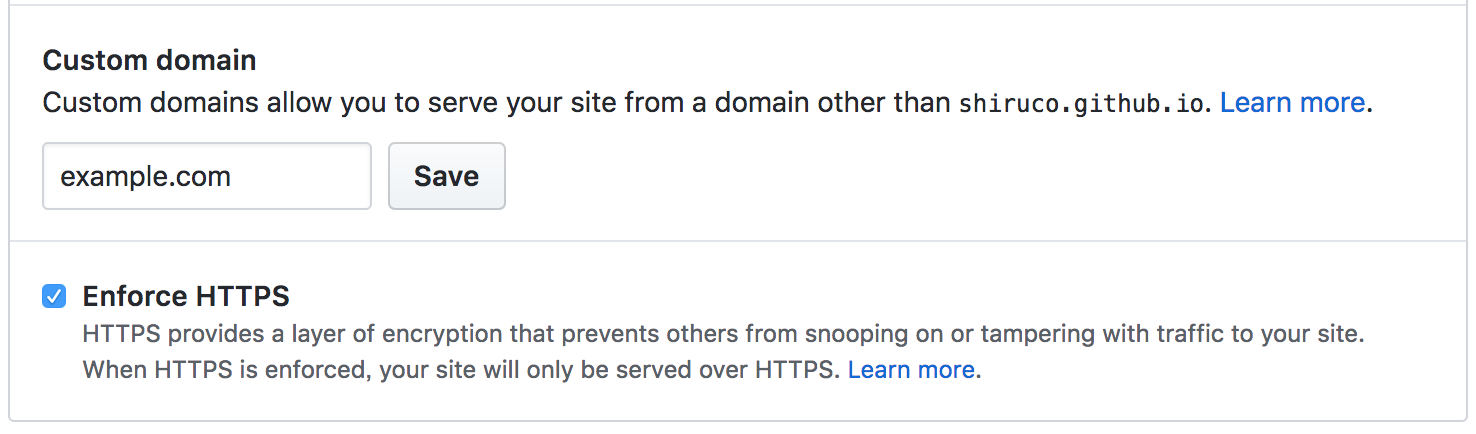 Custom domain
Custom domains allow you to serve your site from a domain other than shiruco.github.io. Learn more.
example.com Save
Enforce HTTPS
HTTPS provides a layer of encryption that prevents others from snooping on or tampering with traffic to your site.
When HTTPS is enforced, your site will only be served over HTTPS. Learn more.